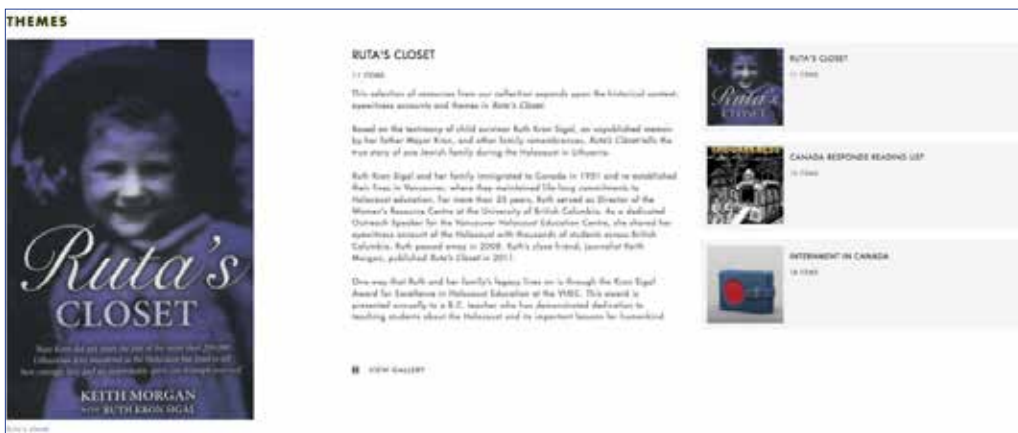 THEMES
Ruta's
CLOSET
KEITH MORGAN
WITH RUTH KRON SIGAL
Ruta's closet
RUTA'S CLOSET
11 ITEMS
This selection of resources from our collection expands upon the historical context,
eyewitness accounts and themes in Ruta's Closet.
Based on the testimony of child survivor Ruth Kron Sigal, an unpublished memoir
by her father Meyer Kron, and other family remembrances, Ruta's Closet tells the
true story of one Jewish family during the Holocaust in Lithuania.
Ruth Kron Sigal and her family immigrated to Canada in 1951 and re-established
their lives in Vancouver, where they maintained life-long commitments to
Holocaust education. For more than 25 years, Ruth served as Director of the
Women's Resource Centre at the University of British Columbia. As a dedicated
Outreach Speaker for the Vancouver Holocaust Education Centre, she shared her
eyewitness account of the Holocaust with thousands of students across British
Columbia. Ruth passed away in 2008. Ruth's close friend, journalist Keith
Morgan, published Ruta's Closet in 2011.
One way that Ruth and her family's legacy lives on is through the Kron Sigal
Award for Excellence in Holocaust Education at the VHEC. This award is
presented annually to a B.C. teacher who has demonstrated dedication to
teaching students about the Holocaust and its important lessons for humankind.
VIEW GALLERY
RUTA'S CLOSET
11 ITEMS
CANADA RESPONDS READING LIST
ITEMS
INTERNMENT IN CANADA
ITEMS